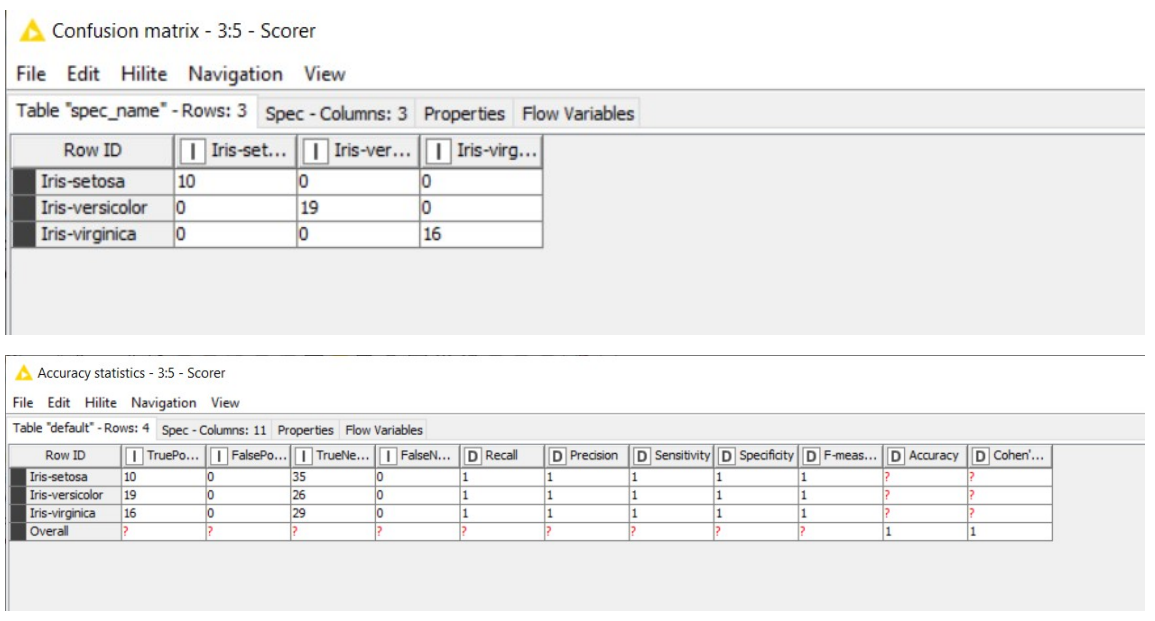 Confusion matrix - 3:5 - Scorer
File Edit Hilite Navigation View
Table "spec_name" - Rows: 3 Spec - Columns: 3 Properties Flow Variables
Row ID I Iris-set... I Iris-ver... I Iris-virg...
Iris-setosa 10 0 0
Iris-versicolor 0 19 0
Iris-virginica 0 0 16
Accuracy statistics - 3:5 - Scorer
File Edit Hilite Navigation View
Table "default" - Rows: 4 Spec - Columns: 11 Properties Flow Variables
Row ID I TruePo... I FalsePo... I TrueNe... I FalseN... D Recall D Precision D Sensitivity D Specificity D F-meas... D Accuracy D Cohen'...
Iris-setosa 10 0 35 0 1 1 1 1 1 ? ?
Iris-versicolor 19 0 26 0 1 1 1 1 1 ? ?
Iris-virginica 16 0 29 0 1 1 1 1 1 ? ?
Overall ? ? ? ? ? ? ? ? ? 1 1